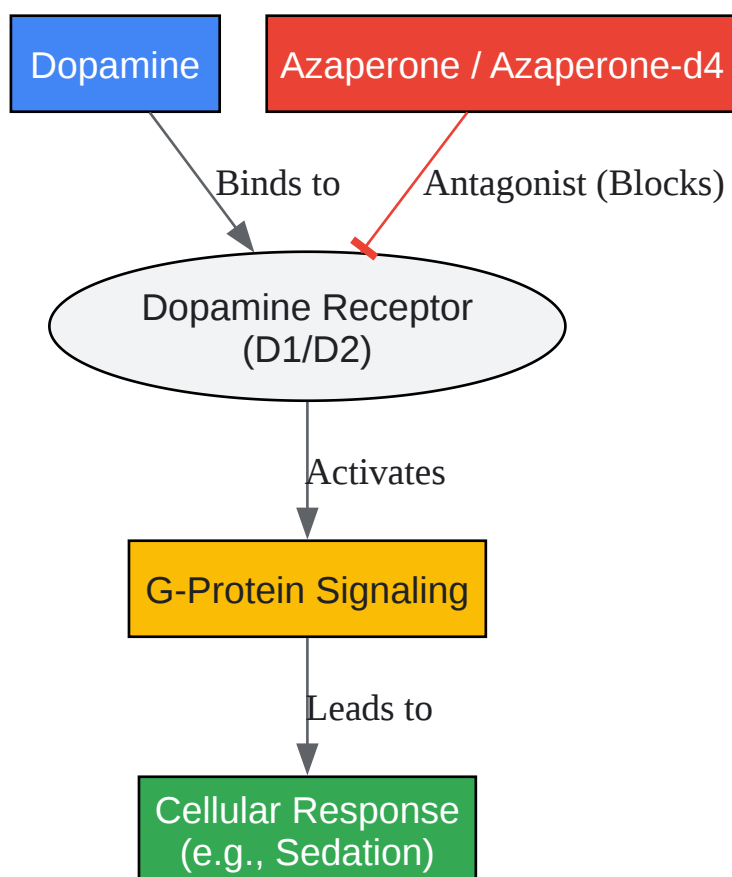 Dopamine
Azaperone / Azaperone-d4
Binds to
Antagonist (Blocks)
Dopamine Receptor
(D1/D2)
Activates
G-Protein Signaling
Leads to
Cellular Response
(e.g., Sedation)